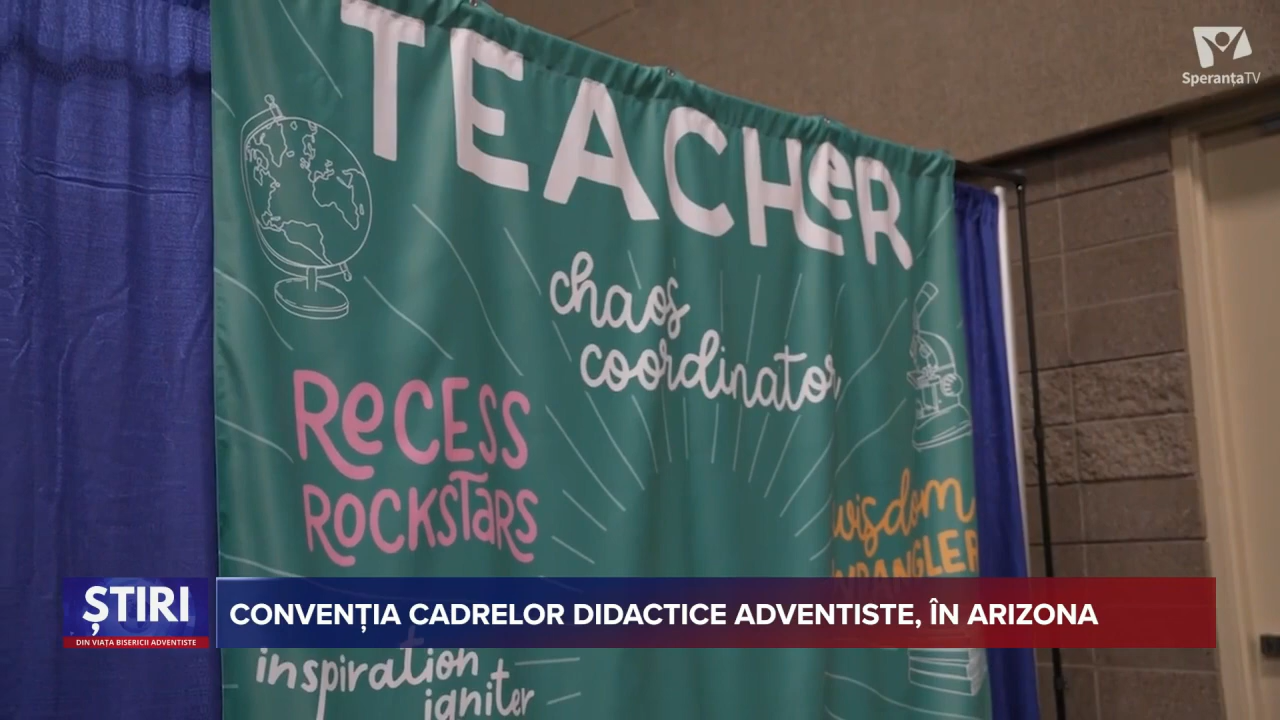 TEACHeR
SperanțaTV
chaos
coordinator
ReCESS
ROCKSTaRS
wisdom
WRANGLER
ȘTIRI
DIN VIAȚA BISERICII ADVENTISTE
CONVENȚIA CADRELOR DIDACTICE ADVENTISTE, ÎN ARIZONA
inspiration
igniter